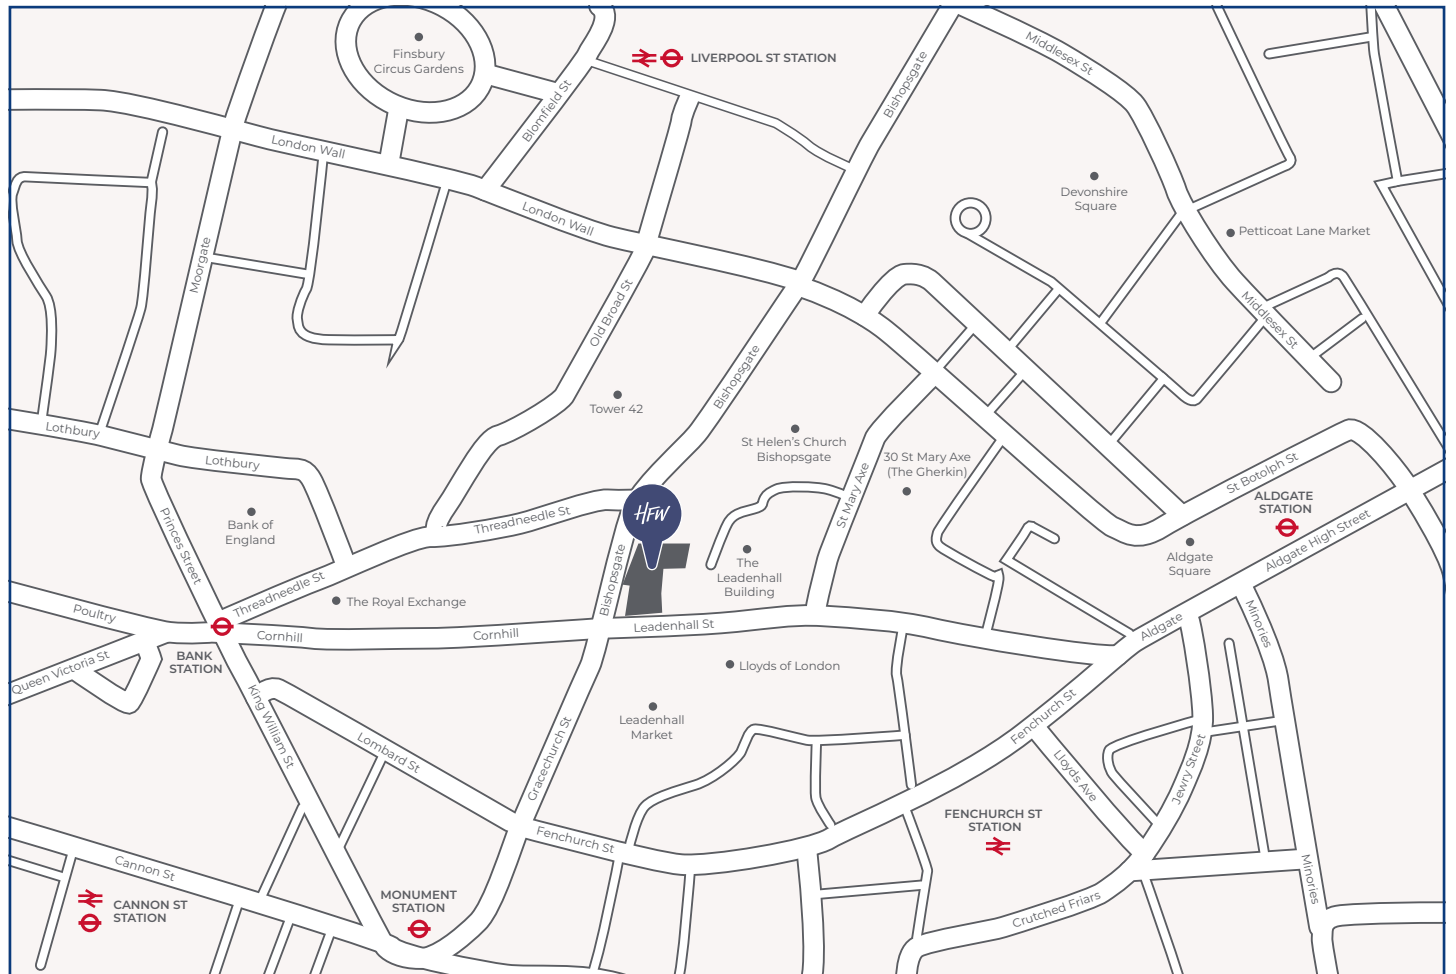 Finsbury
Circus Gardens
LIVERPOOL ST STATION
Middlesex St
Bishopsgate
Blomfield St
London Wall
London Wall
Devonshire
Square
Petticoat Lane Market
Moorgate
Old Broad St
Middlesex St
Bishopsgate
Tower 42
Lothbury
Lothbury
St Helen's Church
Bishopsgate
30 St Mary Axe
(The Gherkin)
St Mary Axe
St Botolph St
ALDGATE
STATION
Aldgate High Street
Bank of
England
Threadneedle St
HFW
Princes Street
Bishopsgate
The
Leadenhall
Building
Aldgate
Square
Threadneedle St
The Royal Exchange
Poultry
Cornhill
Cornhill
Leadenhall St
Aldgate
Minories
BANK
STATION
Queen Victoria St
Lloyds of London
King William St
Leadenhall
Market
Lombard St
Gracechurch St
Fenchurch St
Lloyds Ave
Jewry Street
Fenchurch St
FENCHURCH ST
STATION
Cannon St
CANNON ST
STATION
MONUMENT
STATION
Crutched Friars
Minories